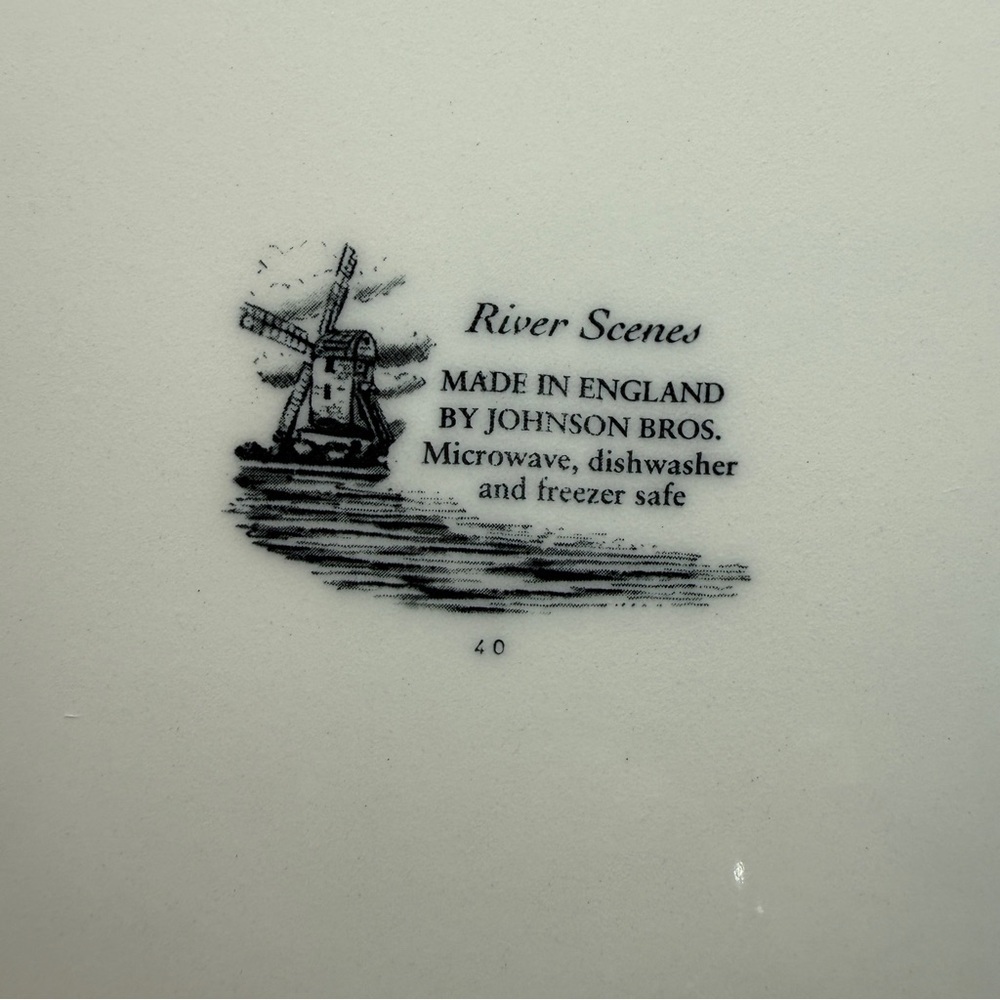 River Scenes
MADE IN ENGLAND
BY JOHNSON BROS.
Microwave, dishwasher
and freezer safe
40